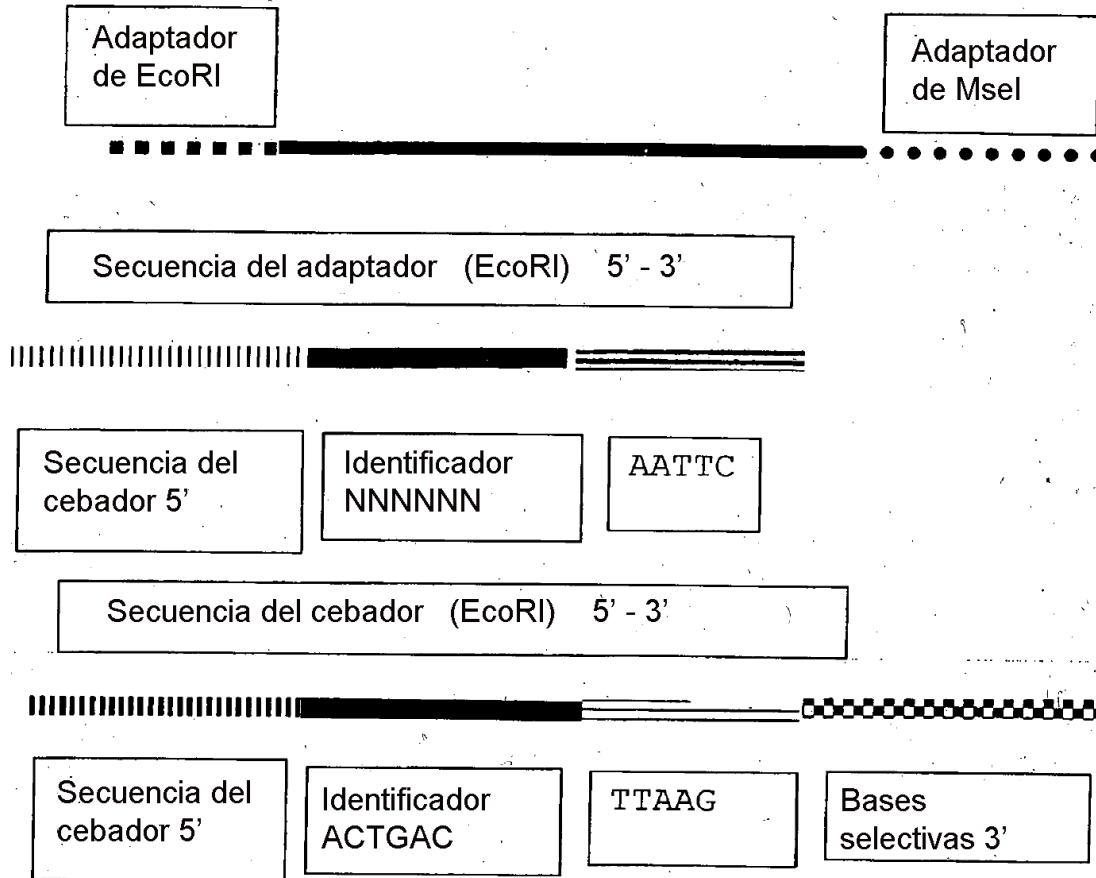 Adaptador
de EcoRI
Adaptador
de MseI
Secuencia del adaptador (EcoRI) 5' - 3'
Secuencia del
cebador 5'
Identificador
NNNNNN
AATTC
Secuencia del cebador (EcoRI) 5' - 3'
Secuencia del
cebador 5'
Identificador
ACTGAC
TTAAG
Bases
selectivas 3'